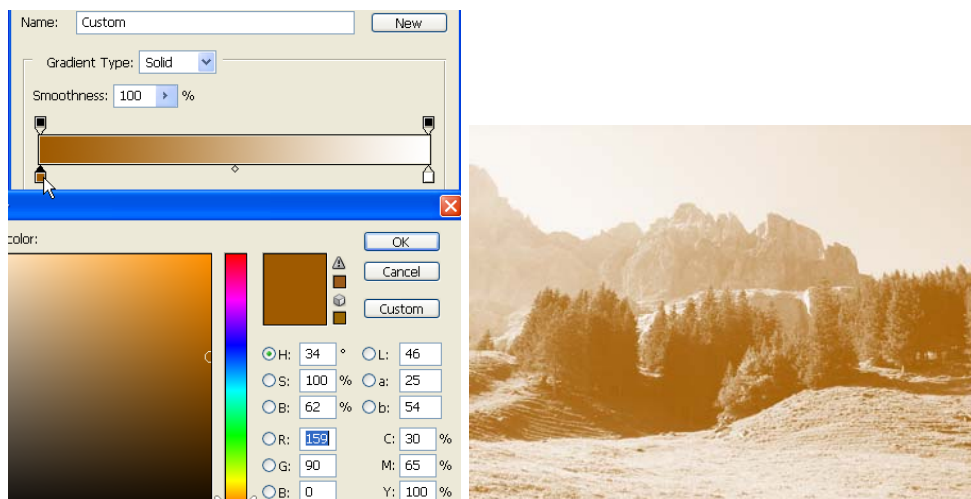 Name: Custom New
Gradient Type: Solid
Smoothness: 100 %
color:
OK
Cancel
Custom
H: 34 ° L: 46
S: 100 % a: 25
B: 62 % b: 54
R: 159 C: 30 %
G: 90 M: 65 %
B: 0 Y: 100 %